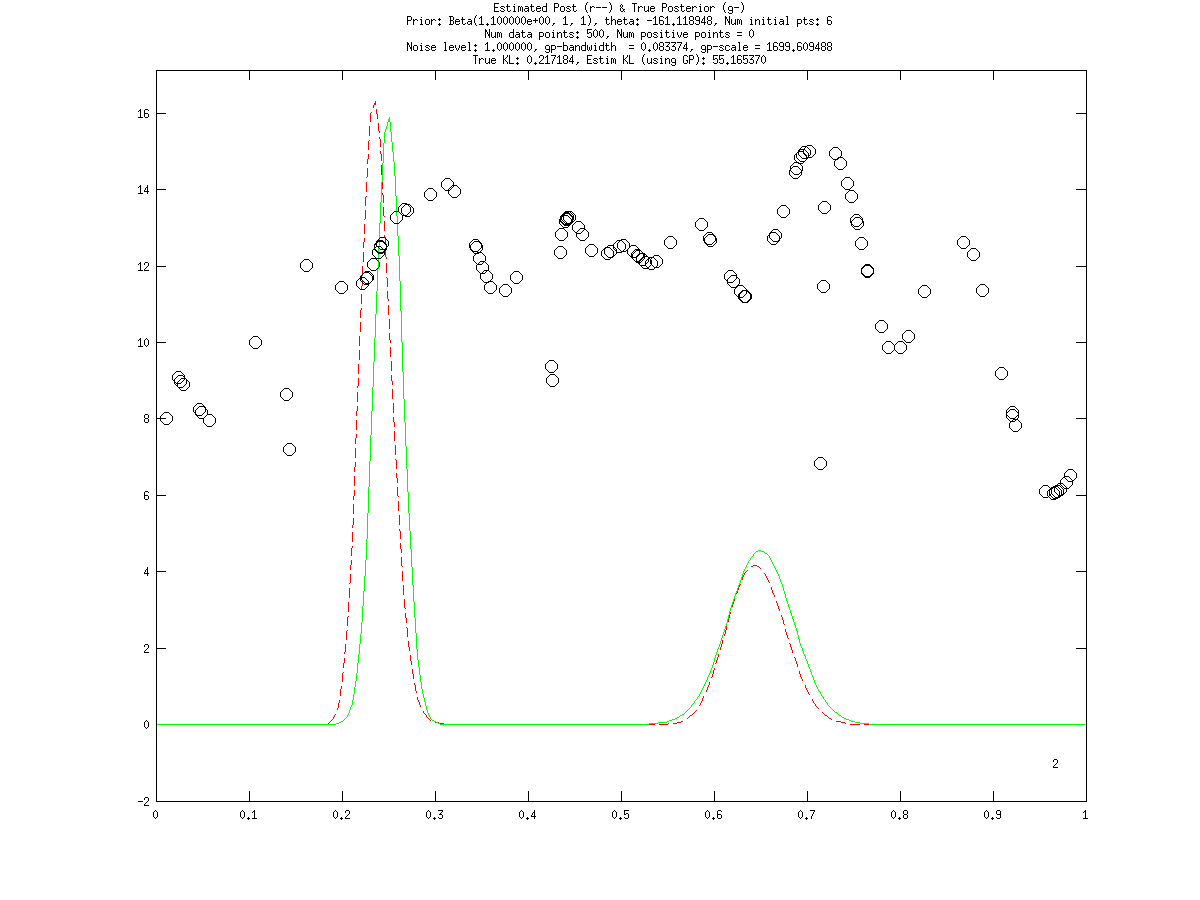 Estimated Post (r--) & True Posterior (g-)
Prior: Beta(1.100000e+00, 1, 1), theta: -161.118948, Num initial pts: 6
Num data points: 500, Num positive points = 0
Noise level: 1.000000, gp-bandwidth  = 0.083374, gp-scale = 1699.609488
True KL: 0.217184, Estim KL (using GP): 55.165370
16
14
12
10
8
6
4
2
0
-2
2
0 0.1 0.2 0.3 0.4 0.5 0.6 0.7 0.8 0.9 1